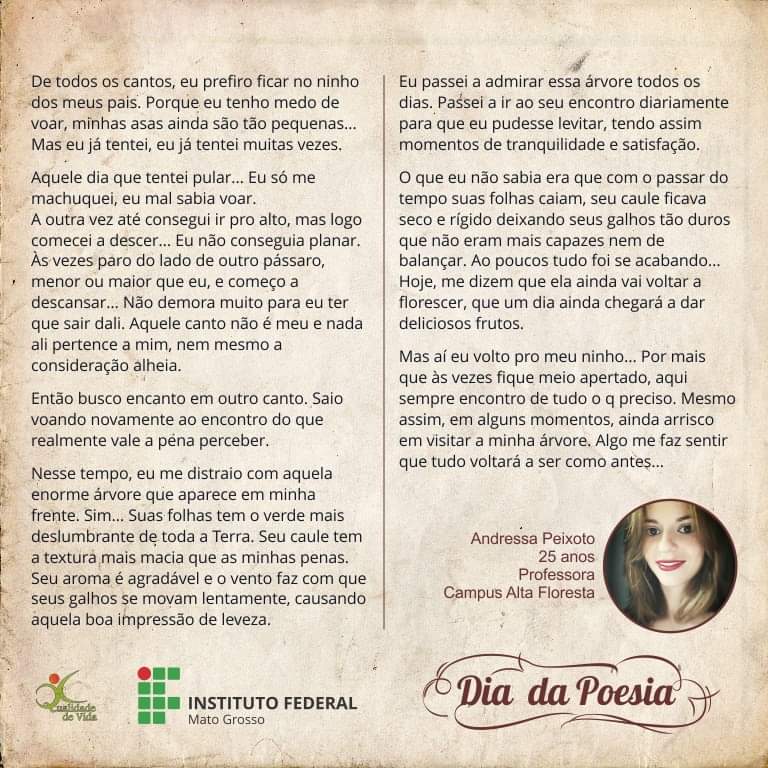 De todos os cantos, eu prefiro ficar no ninho
dos meus pais. Porque eu tenho medo de
voar, minhas asas ainda são tão pequenas...
Mas eu já tentei, eu já tentei muitas vezes.
Aquele dia que tentei pular... Eu só me
machuquei, eu mal sabia voar.
A outra vez até consegui ir pro alto, mas logo
comecei a descer... Eu não conseguia planar.
Às vezes paro do lado de outro pássaro,
menor ou maior que eu, e começo a
descansar... Não demora muito para eu ter
que sair dali. Aquele canto não é meu e nada
ali pertence a mim, nem mesmo a
consideração alheia.
Então busco encanto em outro canto. Saio
voando novamente ao encontro do que
realmente vale a pena perceber.
Nesse tempo, eu me distraio com aquela
enorme árvore que aparece em minha
frente. Sim... Suas folhas tem o verde mais
deslumbrante de toda a Terra. Seu caule tem
a textura mais macia que as minhas penas.
Seu aroma é agradável e o vento faz com que
seus galhos se movam lentamente, causando
aquela boa impressão de leveza.
Eu passei a admirar essa árvore todos os
dias. Passei a ir ao seu encontro diariamente
para que eu pudesse levitar, tendo assim
momentos de tranquilidade e satisfação.
O que eu não sabia era que com o passar do
tempo suas folhas caiam, seu caule ficava
seco e rígido deixando seus galhos tão duros
que não eram mais capazes nem de
balançar. Ao poucos tudo foi se acabando...
Hoje, me dizem que ela ainda vai voltar a
florescer, que um dia ainda chegará a dar
deliciosos frutos.
Mas aí eu volto pro meu ninho... Por mais
que às vezes fique meio apertado, aqui
sempre encontro de tudo o q preciso. Mesmo
assim, em alguns momentos, ainda arrisco
em visitar a minha árvore. Algo me faz sentir
que tudo voltará a ser como antes...
Andressa Peixoto
25 anos
Professora
Campus Alta Floresta
Qualidade
de Vida
INSTITUTO FEDERAL
Mato Grosso
Dia da Poesia